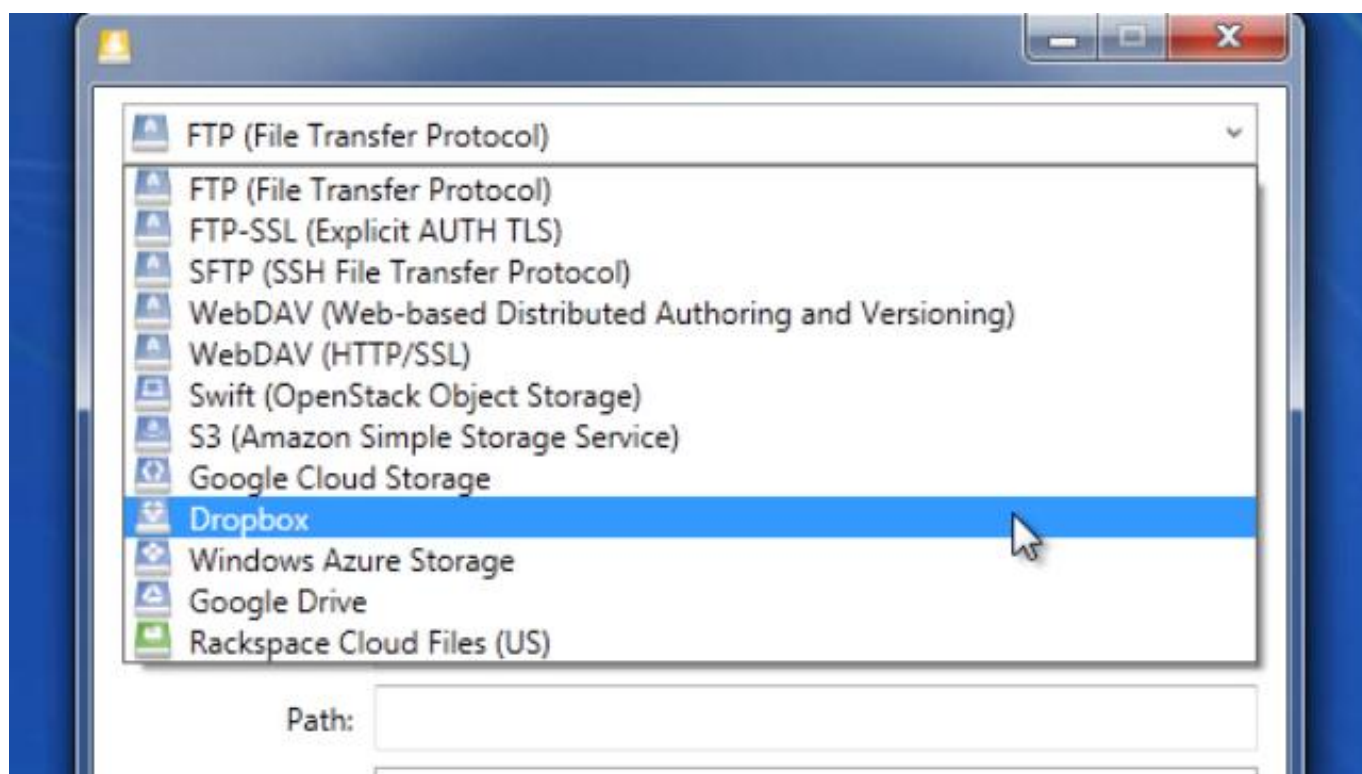 FTP (File Transfer Protocol)
FTP (File Transfer Protocol)
FTP-SSL (Explicit AUTH TLS)
SFTP (SSH File Transfer Protocol)
WebDAV (Web-based Distributed Authoring and Versioning)
WebDAV (HTTP/SSL)
Swift (OpenStack Object Storage)
S3 (Amazon Simple Storage Service)
Google Cloud Storage
Dropbox
Windows Azure Storage
Google Drive
Rackspace Cloud Files (US)
Path: